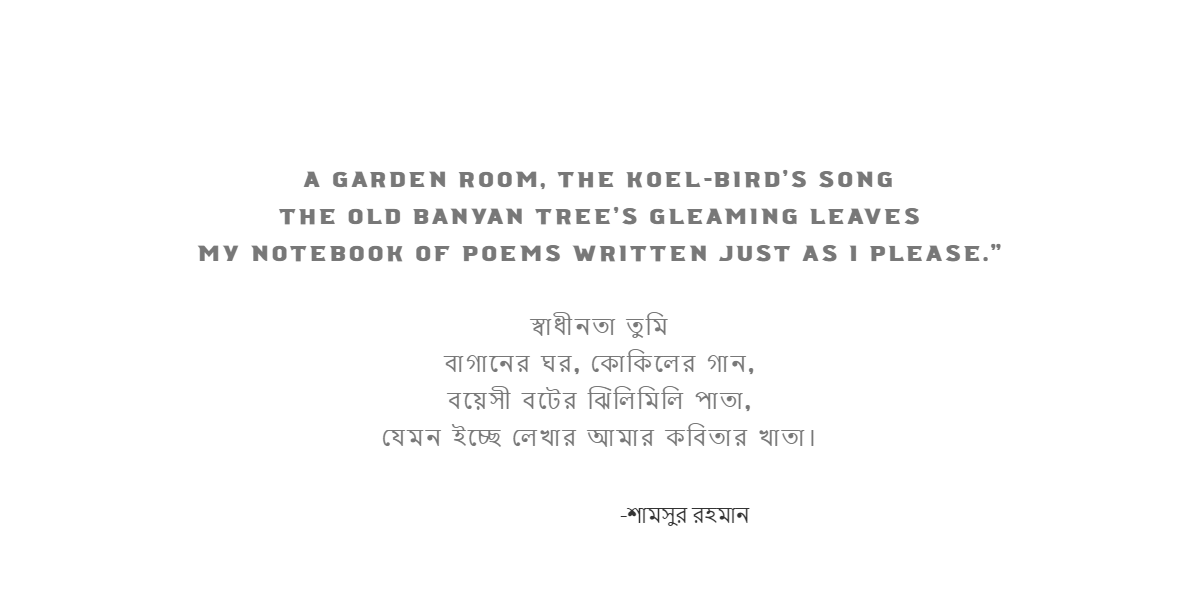 A GARDEN ROOM, THE KOEL-BIRD’S SONG
THE OLD BANYAN TREE’S GLEAMING LEAVES
MY NOTEBOOK OF POEMS WRITTEN JUST AS I PLEASE.”
স্বাধীনতা তুমি
বাগানের ঘর, কোকিলের গান,
বয়েসী বটের ঝিলিমিলি পাতা,
যেমন ইচ্ছে লেখার আমার কবিতার খাতা।
-শামসুর রহমান